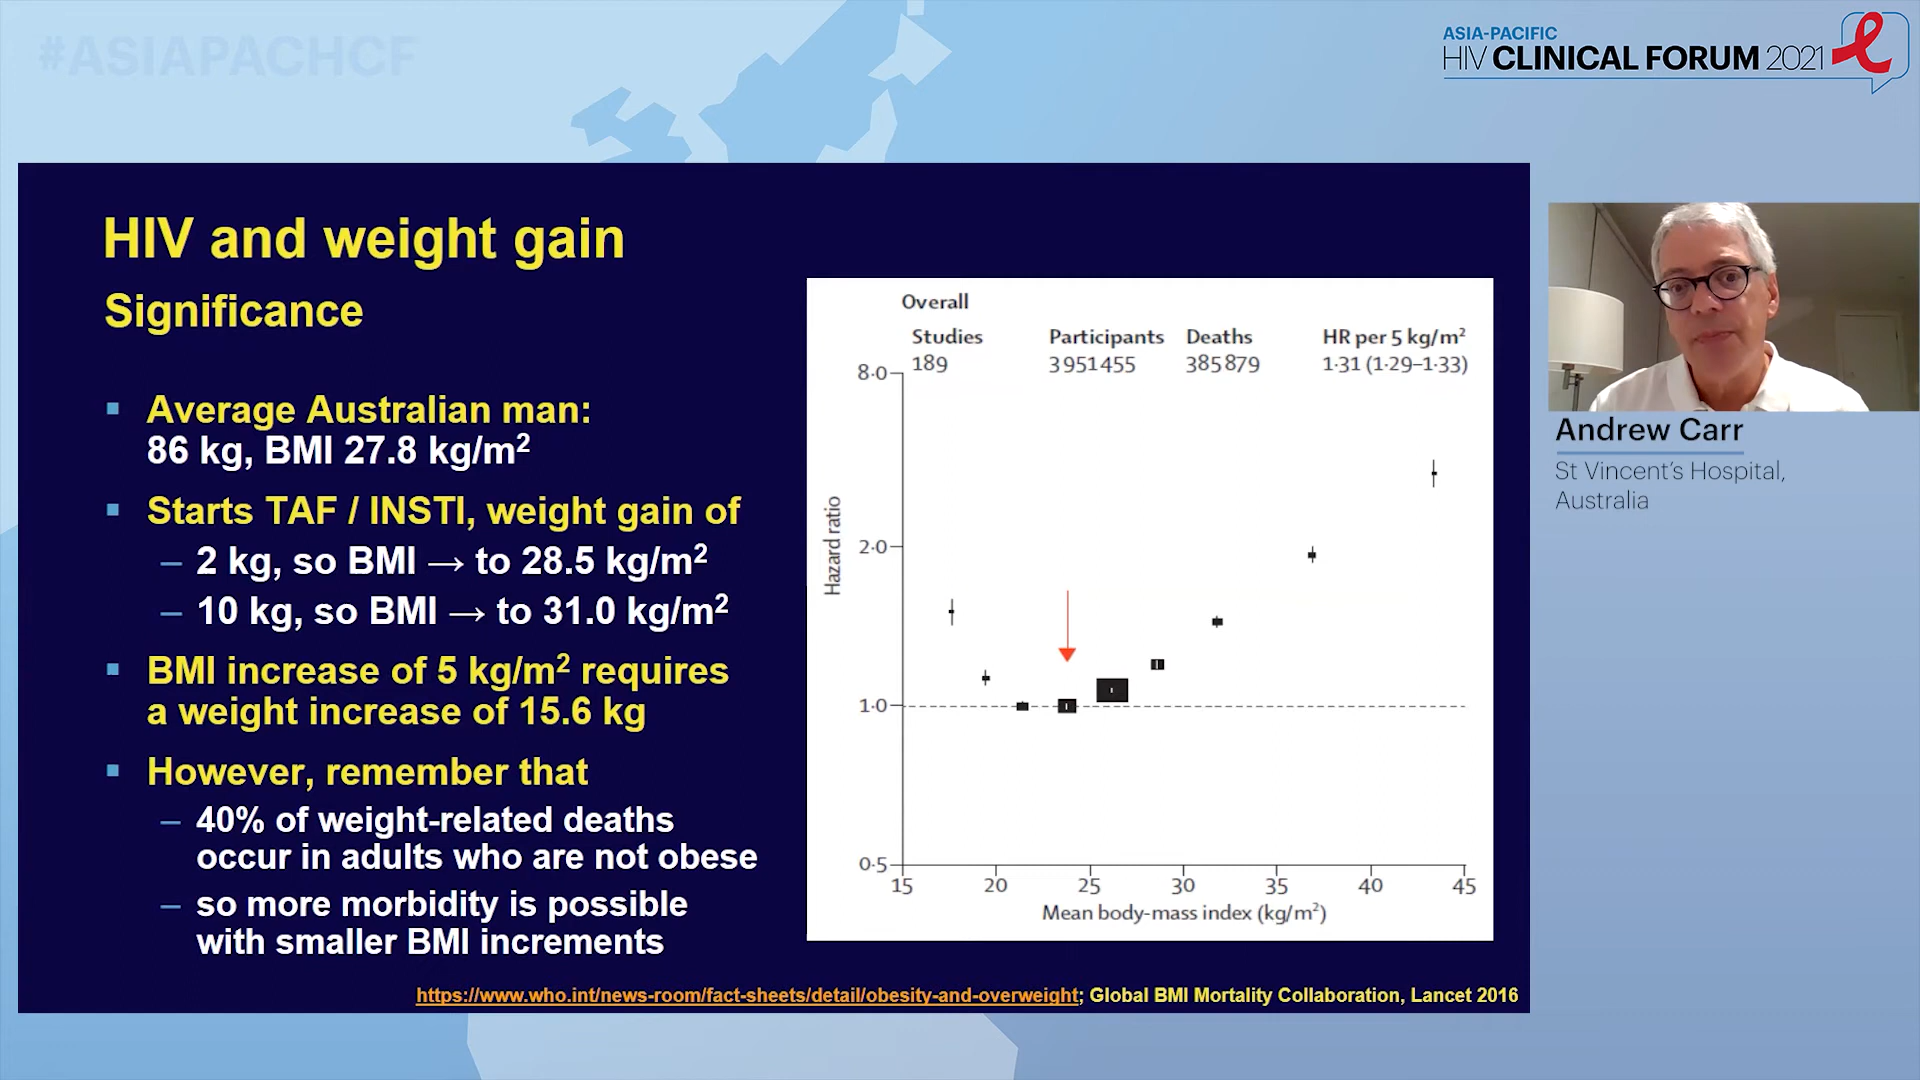 #ASIAPACHCF
ASIA-PACIFIC
HIV CLINICAL FORUM 2021
HIV and weight gain
Significance
▪ Average Australian man:
86 kg, BMI 27.8 kg/m²
▪ Starts TAF / INSTI, weight gain of
– 2 kg, so BMI → to 28.5 kg/m²
– 10 kg, so BMI → to 31.0 kg/m²
▪ BMI increase of 5 kg/m² requires
a weight increase of 15.6 kg
▪ However, remember that
– 40% of weight-related deaths
occur in adults who are not obese
– so more morbidity is possible
with smaller BMI increments
Overall
Studies Participants Deaths HR per 5 kg/m²
189 3951455 385879 1·31 (1·29–1·33)
8·0
2·0
1·0
0·5
Hazard ratio
15 20 25 30 35 40 45
Mean body-mass index (kg/m²)
https://www.who.int/news-room/fact-sheets/detail/obesity-and-overweight; Global BMI Mortality Collaboration, Lancet 2016
Andrew Carr
St Vincent's Hospital,
Australia